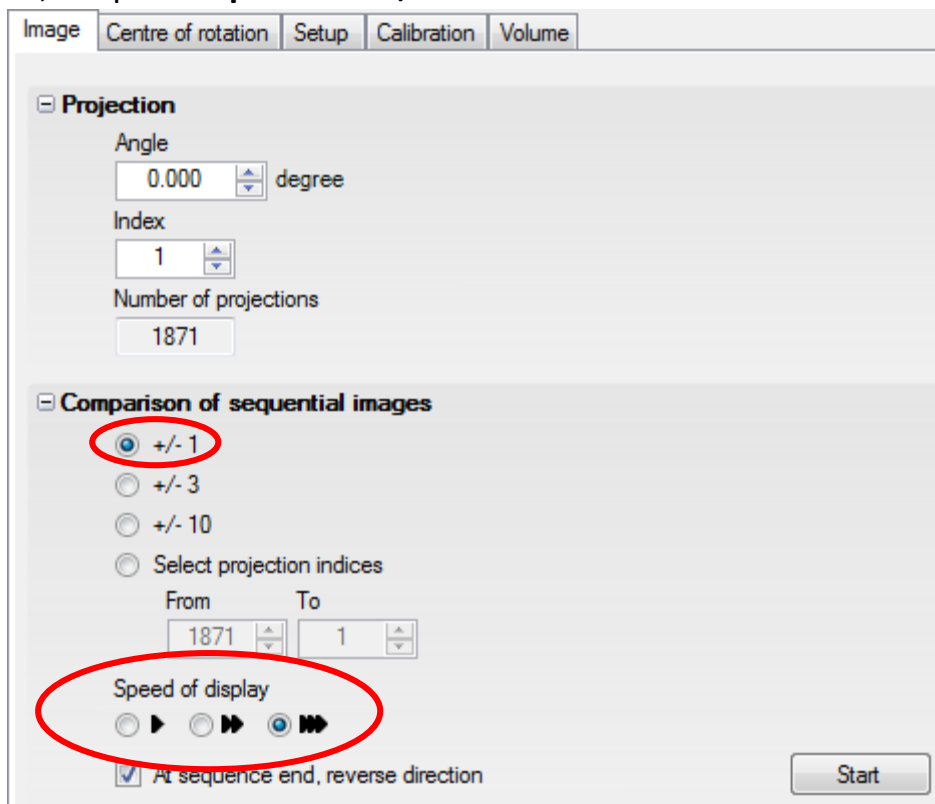 Image Centre of rotation Setup Calibration Volume
Projection
Angle
0.000 degree
Index
1
Number of projections
1871
Comparison of sequential images
+/- 1
+/- 3
+/- 10
Select projection indices
From To
1871 1
Speed of display
At sequence end, reverse direction Start